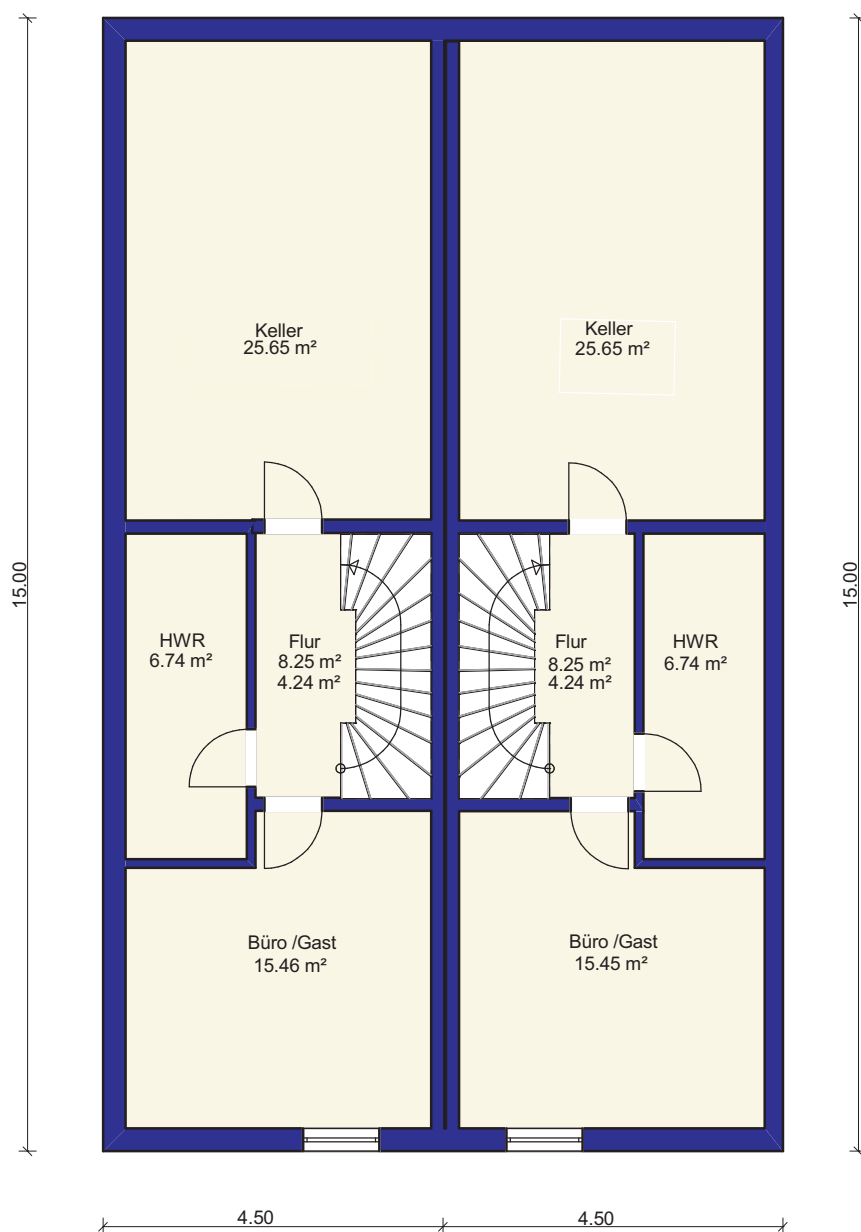 Keller
25.65 m²
Keller
25.65 m²
15.00
15.00
HWR
6.74 m²
Flur
8.25 m²
4.24 m²
Flur
8.25 m²
4.24 m²
HWR
6.74 m²
Büro /Gast
15.46 m²
Büro /Gast
15.45 m²
4.50
4.50